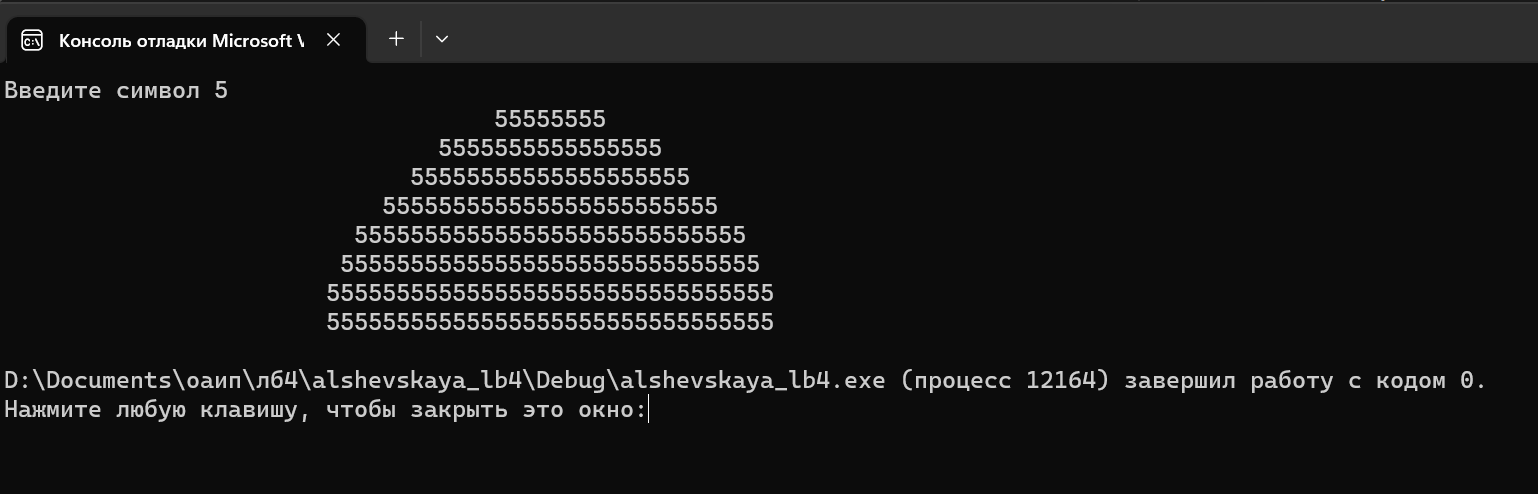 Консоль отладки Microsoft V
Введите символ 5
55555555
5555555555555555
55555555555555555555
555555555555555555555555
5555555555555555555555555555
555555555555555555555555555555
55555555555555555555555555555555
55555555555555555555555555555555
D:\Documents\оаип\лб4\alshevskaya_lb4\Debug\alshevskaya_lb4.exe (процесс 12164) завершил работу с кодом 0.
Нажмите любую клавишу, чтобы закрыть это окно: